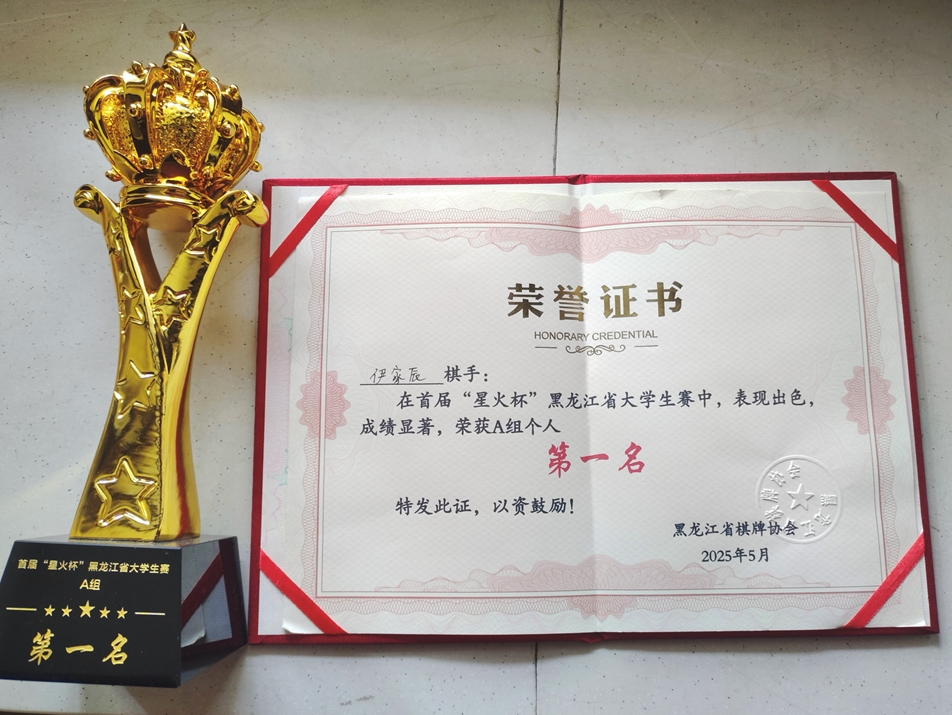 首届“星火杯”黑龙江省大学生赛
A组
第一名
荣誉证书
HONORARY CREDENTIAL
伊家辰 棋手：
在首届“星火杯”黑龙江省大学生赛中，表现出色，
成绩显著，荣获A组个人
第一名
特发此证，以资鼓励！
黑龙江省棋牌协会
2025年5月